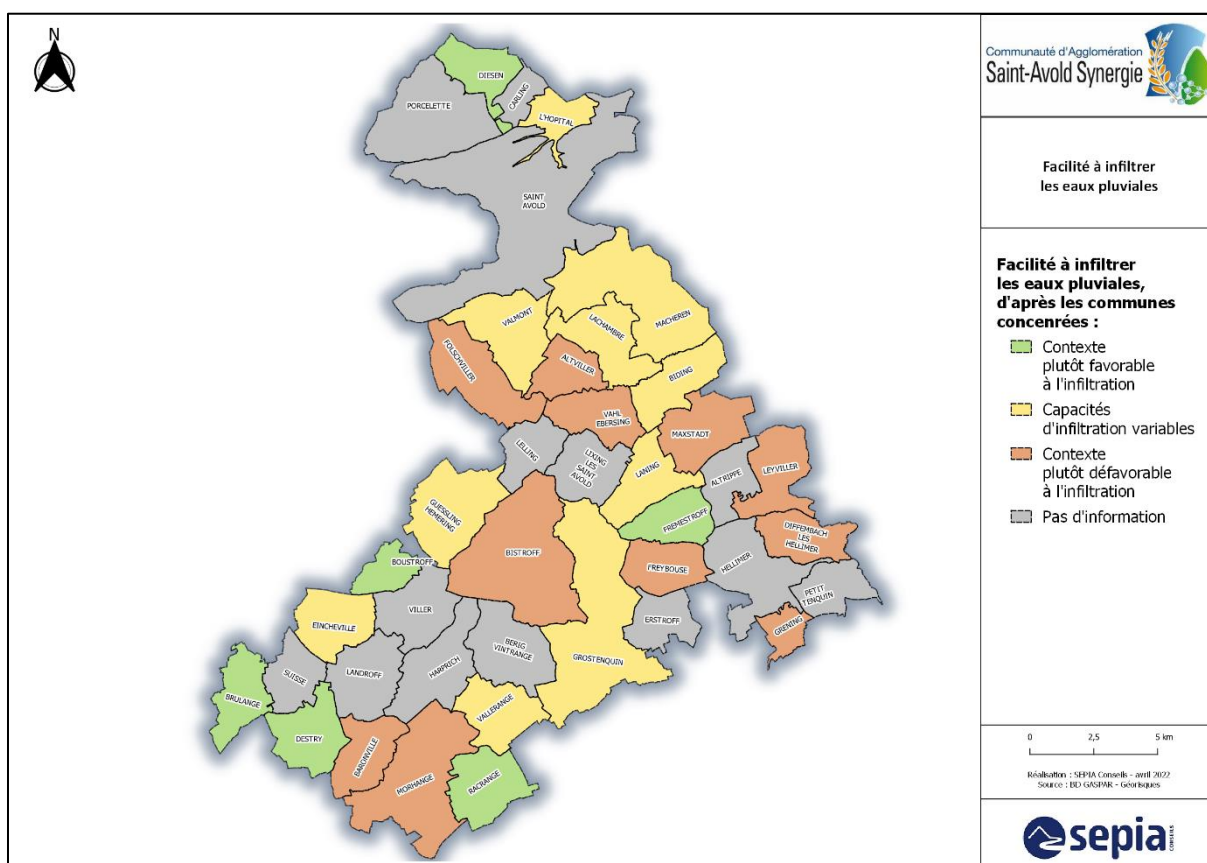 N
DIESEN
CARLING
PORCELETTE
L'HOPITAL
SAINT
AVOLD
VALMONT
LACHAMBRE
MACHEREN
FOLSCHVILLER
ALTVILLER
BIDING
VAHL
EBERSING
MAXSTADT
LELLING
LIXING
LES
SAINT
AVOLD
LANING
ALTRIPPE
LEYVILLER
GUESSLING
HEMERING
FREMESTROFF
DIFFEMBACH
LES
HELLIMER
BISTROFF
BOUSTROFF
FREYBOUSE
HELLIMER
PETIT
TENQUIN
VILLER
EINCHEVILLE
ERSTROFF
GRENING
BERIG
VINTRANGE
GROSTENQUIN
SUISSE
LANDROFF
HARPRICH
BRULANGE
VALLERANGE
DESTRY
BARONVILLE
MORHANGE
RACRANGE
Communauté d'Agglomération
Saint-Avold Synergie
Facilité à infiltrer
les eaux pluviales
Facilité à infiltrer
les eaux pluviales,
d'après les communes
concenrées :
Contexte
plutôt favorable
à l'infiltration
Capacités
d'infiltration variables
Contexte
plutôt défavorable
à l'infiltration
Pas d'information
0 2,5 5 km
Réalisation : SEPIA Conseils - avril 2022
Source : BD GASPAR - Géorisques
sepia
CONSEILS